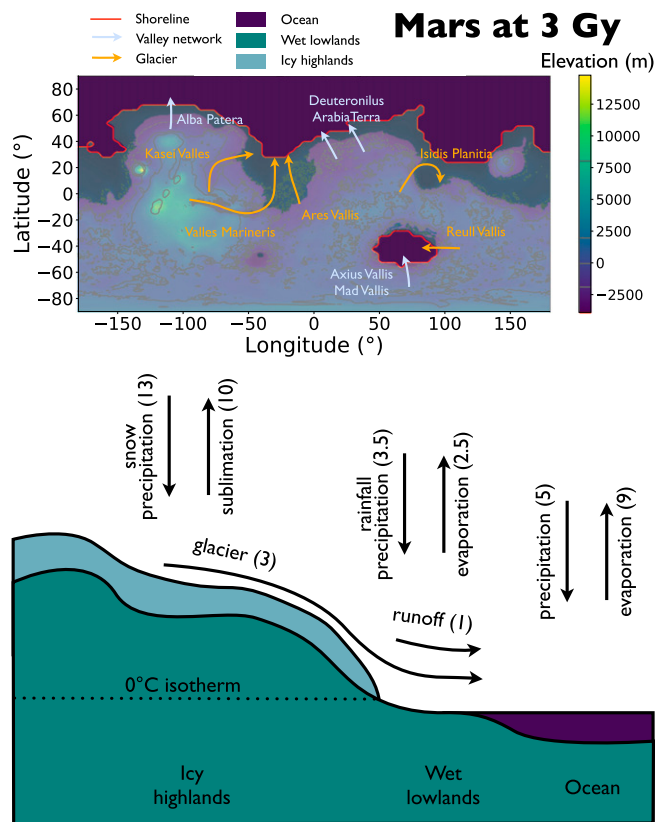 Mars at 3 Gy
Shoreline
Valley network
Glacier
Ocean
Wet lowlands
Icy highlands
Elevation (m)
Latitude (°)
80
60
40
20
0
−20
−40
−60
−80
Alba Patera
Deuteronilus
Arabia Terra
Kasei Valles
Isidis Planitia
Valles Marineris
Ares Vallis
Reull Vallis
Axius Vallis
Mad Vallis
−150
−100
−50
0
50
100
150
Longitude (°)
12500
10000
7500
5000
2500
0
−2500
snow
precipitation (13)
sublimation (10)
rainfall
precipitation (3.5)
evaporation (2.5)
precipitation (5)
evaporation (9)
glacier (3)
runoff (1)
0°C isotherm
Icy
highlands
Wet
lowlands
Ocean